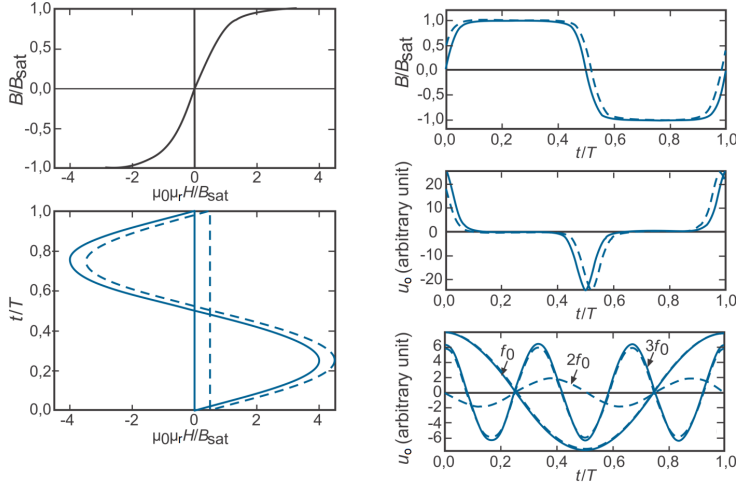 B/Bsat
1,0
0,5
0,0
-0,5
-1,0
-4 -2 0 2 4
μ0μrH/Bsat
t/T
1,0
0,8
0,6
0,4
0,2
0,0
-4 -2 0 2 4
μ0μrH/Bsat
B/Bsat
1,0
0,5
0,0
-0,5
-1,0
0,0 0,2 0,4 0,6 0,8 1,0
t/T
uo (arbitrary unit)
20
10
0
-10
-20
0,0 0,2 0,4 0,6 0,8 1,0
t/T
uo (arbitrary unit)
6
4
2
0
-2
-4
-6
f0 2f0 3f0
0,0 0,2 0,4 0,6 0,8 1,0
t/T